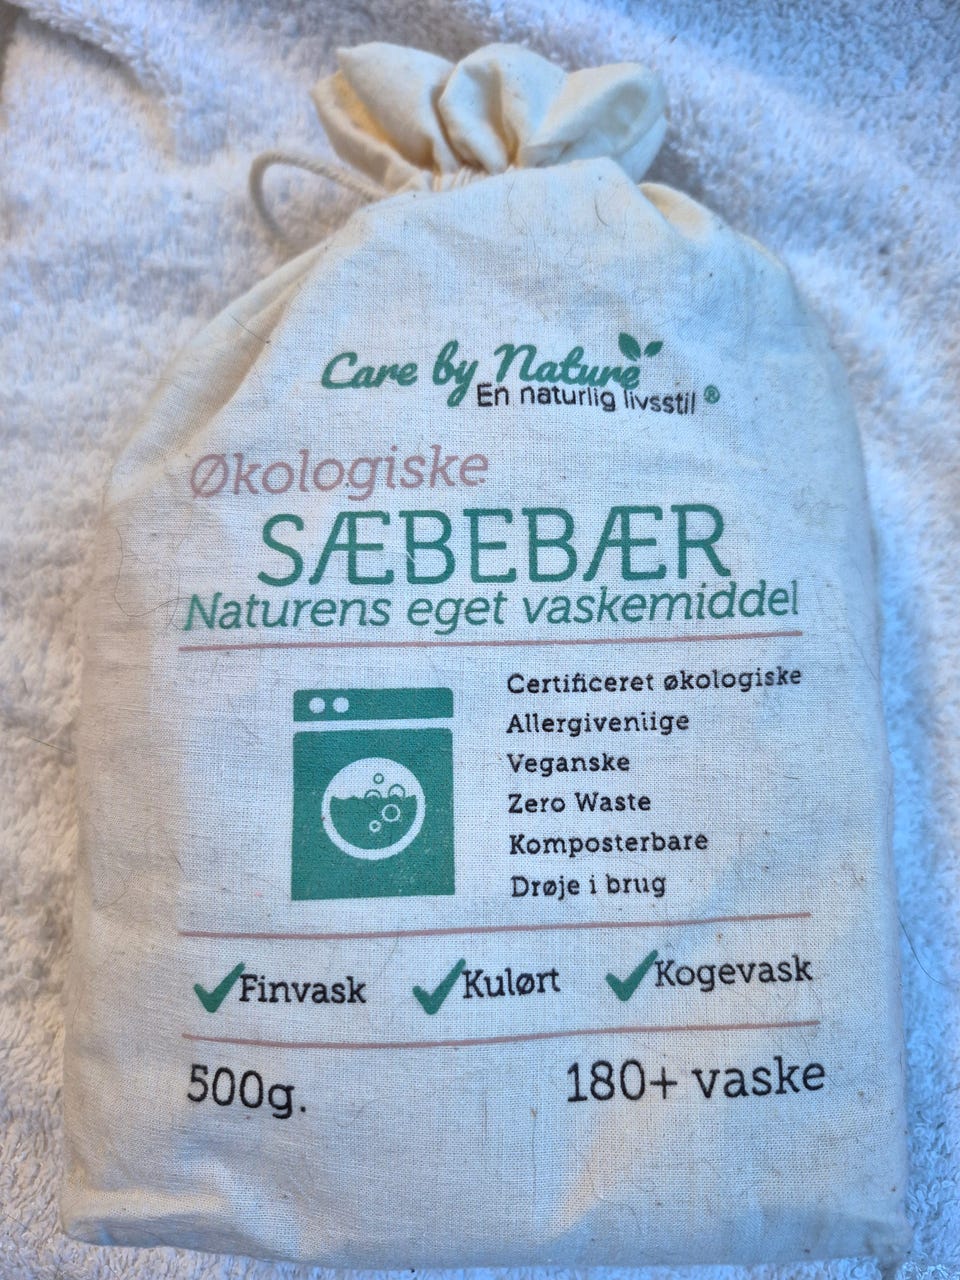 Care by Nature
En naturlig livsstil ®
Økologiske
SÆBEBÆR
Naturens eget vaskemiddel
Certificeret økologiske
Allergivenlige
Veganske
Zero Waste
Komposterbare
Drøje i brug
Finvask Kulørt Kogevask
500g. 180+ vaske